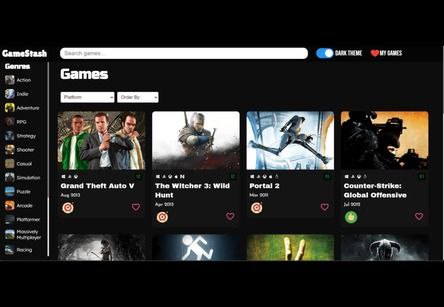 GameStash
Search games...
DARK THEME
MY GAMES
Genres
Action
Indie
Adventure
RPG
Strategy
Shooter
Casual
Simulation
Puzzle
Arcade
Platformer
Massively
Multiplayer
Racing
Games
Platform
Order By
Grand Theft Auto V
Aug 2013
The Witcher 3: Wild
Hunt
Apr 2015
Portal 2
Mar 2011
Counter-Strike:
Global Offensive
Jul 2012